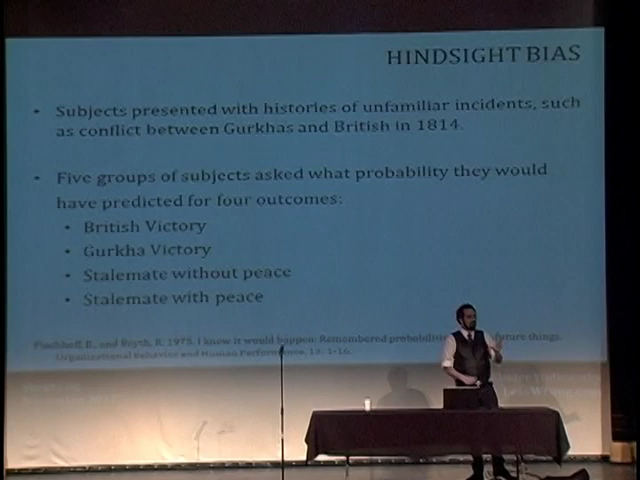 HINDSIGHT BIAS
• Subjects presented with histories of unfamiliar incidents, such
as conflict between Gurkhas and British in 1814.
• Five groups of subjects asked what probability they would
have predicted for four outcomes:
• British Victory
• Gurkha Victory
• Stalemate without peace
• Stalemate with peace
B., and Beyth, R. 1975. I know it would happen: Remembered future things.
Organizational Behavior and Human Performance, 13: 1-16.